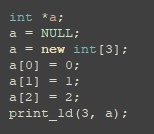 int *a;
a = NULL;
a = new int[3];
a[0] = 0;
a[1] = 1;
a[2] = 2;
print_1d(3, a);